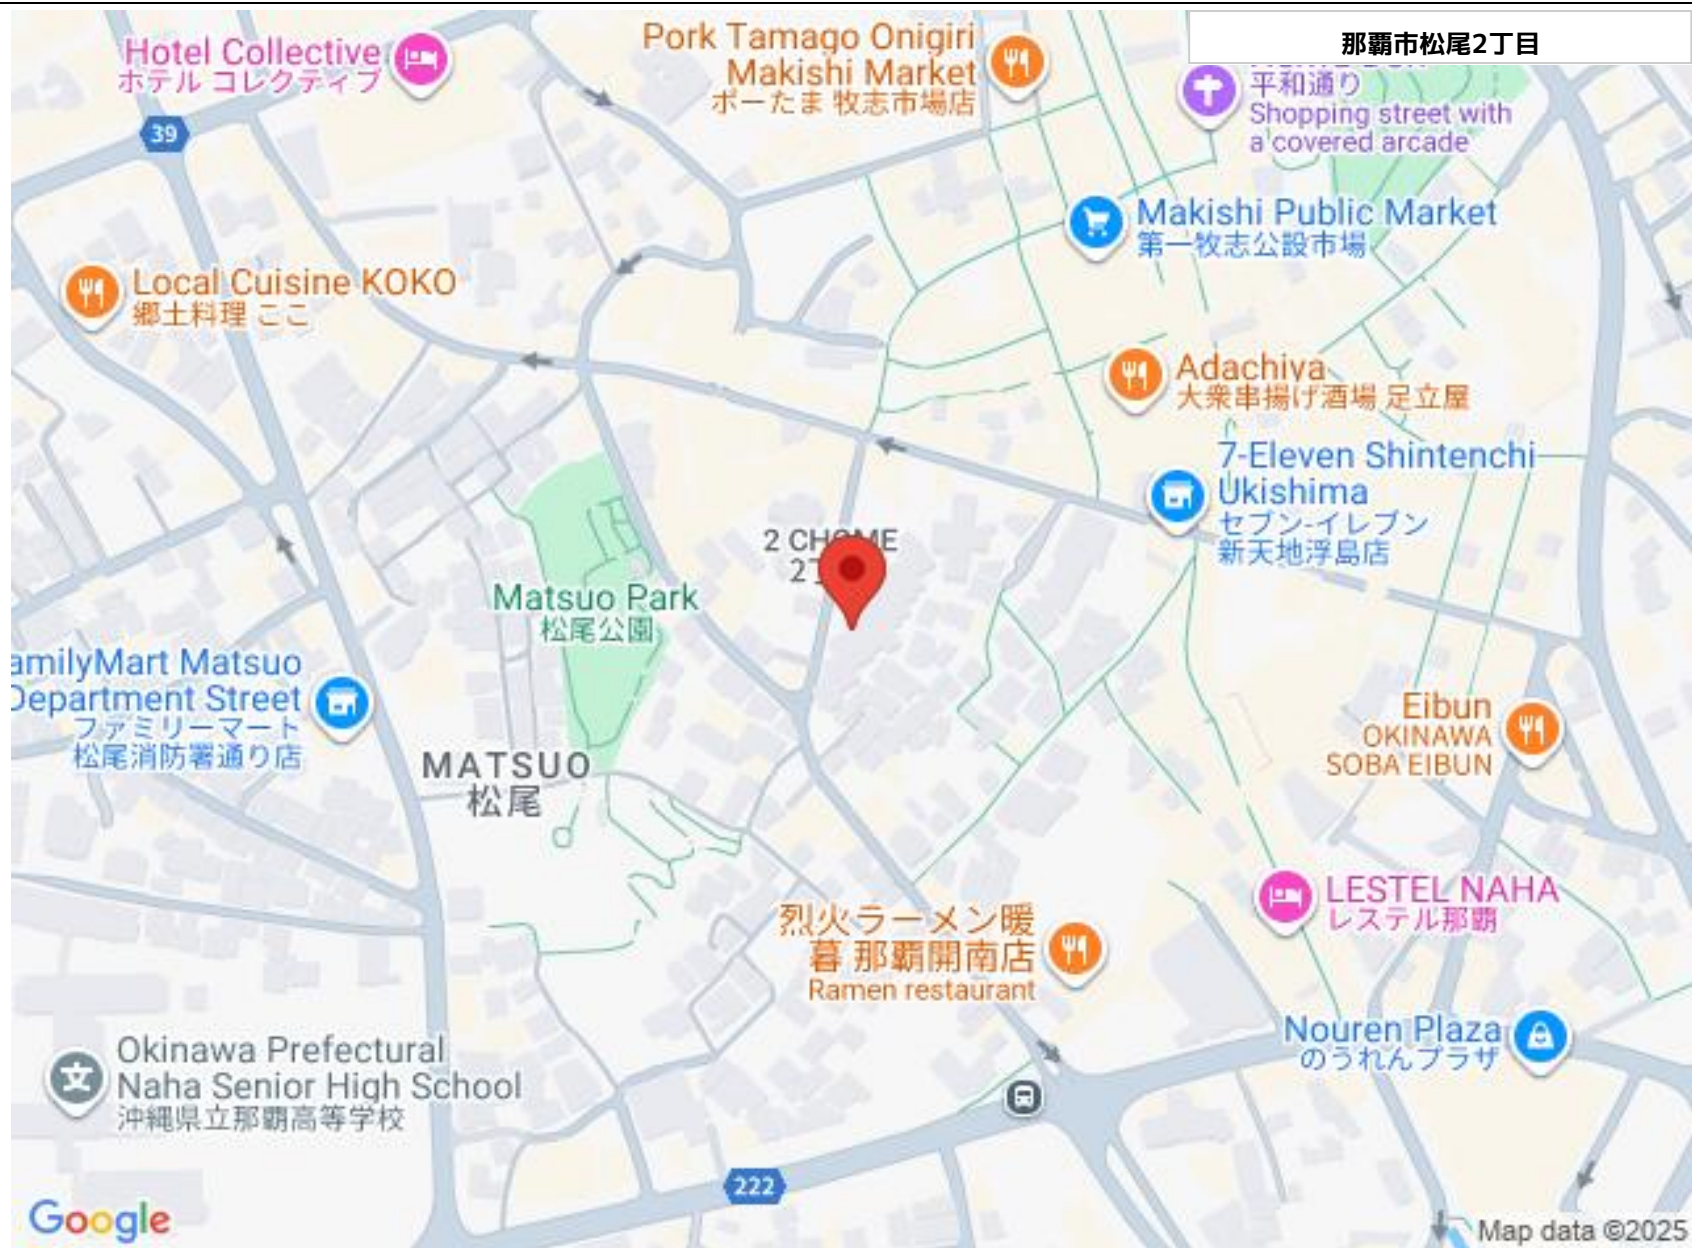 那覇市松尾2丁目
Hotel Collective
ホテル コレクティブ
Pork Tamago Onigiri
Makishi Market
ポーたま 牧志市場店
平和通り
Shopping street with
a covered arcade
39
Makishi Public Market
第一牧志公設市場
Local Cuisine KOKO
郷土料理 ここ
Adachiya
大衆串揚げ酒場 足立屋
7-Eleven Shintenchi
Ukishima
セブン-イレブン
新天地浮島店
2 CHOME
Matsuo Park
松尾公園
amilyMart Matsuo
Department Street
ファミリーマート
松尾消防署通り店
MATSUO
松尾
Eibun
OKINAWA
SOBA EIBUN
LESTEL NAHA
レステル那覇
烈火ラーメン暖
暮 那覇開南店
Ramen restaurant
Nouren Plaza
のうれんプラザ
Okinawa Prefectural
Naha Senior High School
沖縄県立那覇高等学校
文
222
Google
Map data ©2025